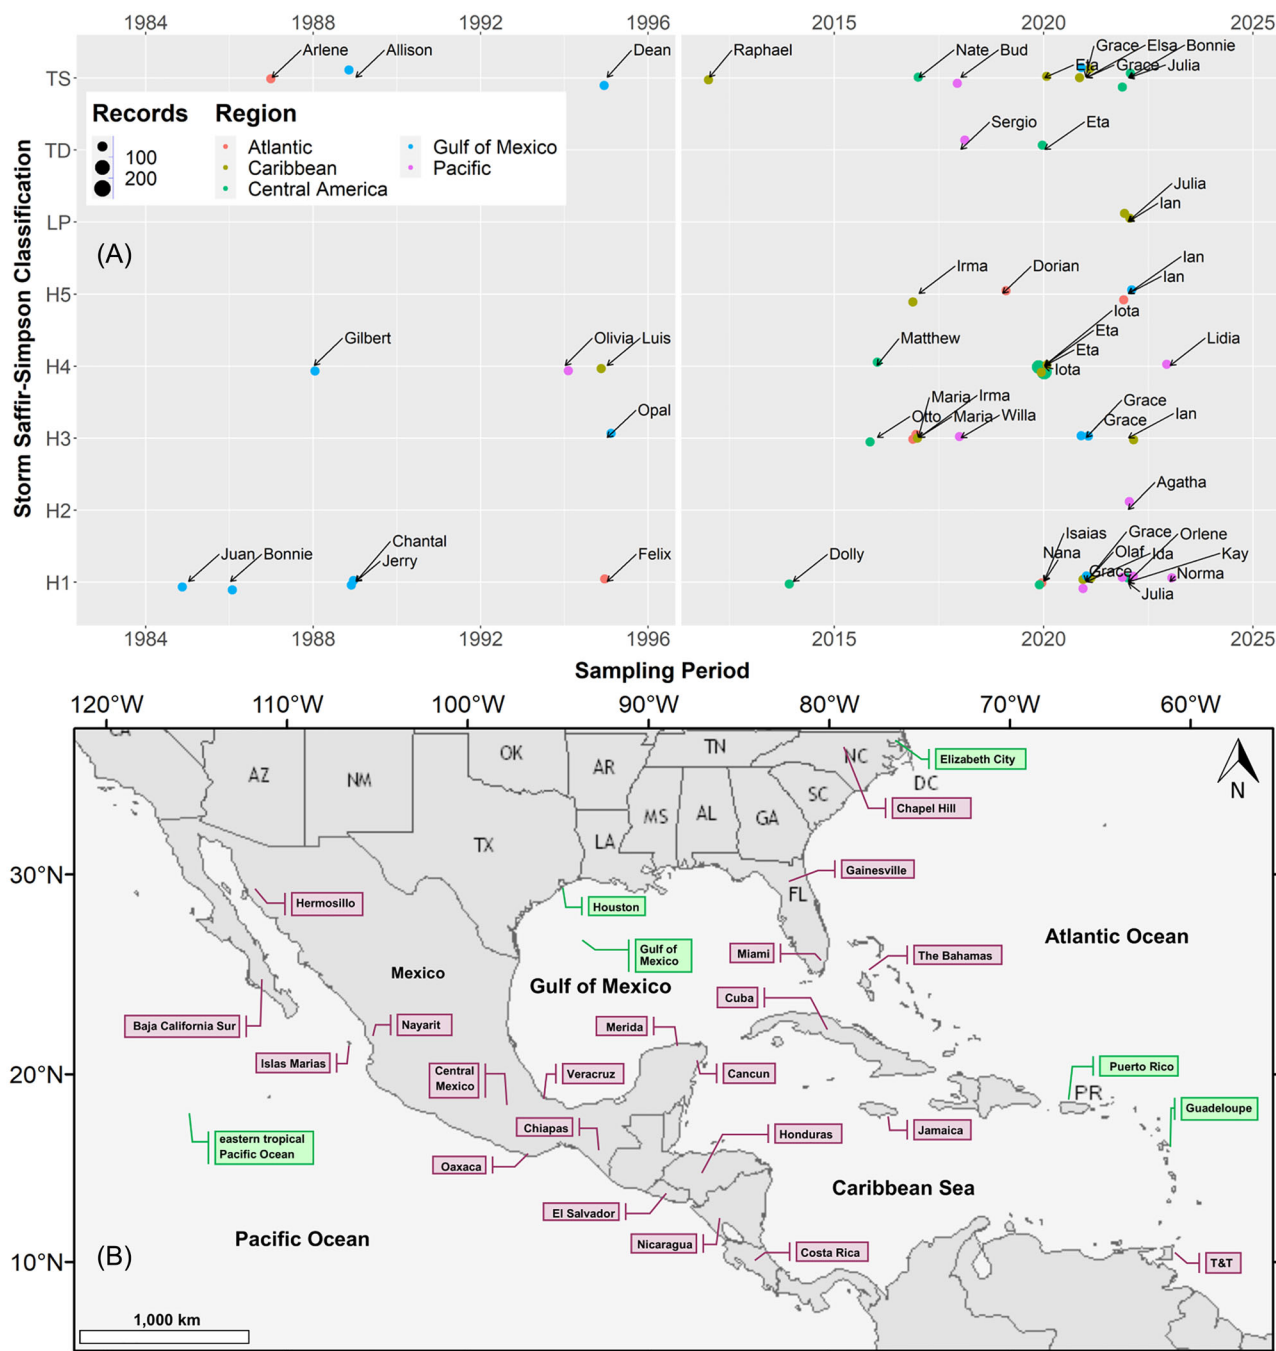 1984 1988 1992 1996 2015 2020 2025
Storm Saffir-Simpson Classification
TS
TD
LP
H5
H4
H3
H2
H1
Arlene
Allison
Dean
Raphael
Nate
Bud
Grace
Elsa
Bonnie
Eta
Grace
Julia
Records
100
200
Region
Atlantic
Caribbean
Central America
Gulf of Mexico
Pacific
Sergio
Eta
Julia
Ian
(A)
Irma
Dorian
Ian
Ian
Iota
Eta
Eta
Iota
Gilbert
Olivia
Luis
Matthew
Lidia
Opal
Otto
Maria
Irma
Maria
Willa
Grace
Grace
Ian
Agatha
Juan
Bonnie
Chantal
Jerry
Felix
Dolly
Isaias
Nana
Grace
Olaf
Ida
Orlene
Kay
Grace
Norma
Julia
1984 1988 1992 1996 2015 2020 2025
Sampling Period
120°W 110°W 100°W 90°W 80°W 70°W 60°W
30°N
20°N
10°N
CA
AZ
NM
OK
AR
TN
NC
DC
TX
LA
MS
AL
GA
SC
FL
PR
N
Elizabeth City
Chapel Hill
Gainesville
Hermosillo
Houston
Gulf of
Mexico
Miami
The Bahamas
Atlantic Ocean
Mexico
Gulf of Mexico
Cuba
Baja California Sur
Nayarit
Merida
Islas Marias
Central
Mexico
Veracruz
Cancun
Puerto Rico
Guadeloupe
Chiapas
Honduras
Jamaica
eastern tropical
Pacific Ocean
Oaxaca
Caribbean Sea
El Salvador
Pacific Ocean
Nicaragua
Costa Rica
T&T
(B)
1,000 km